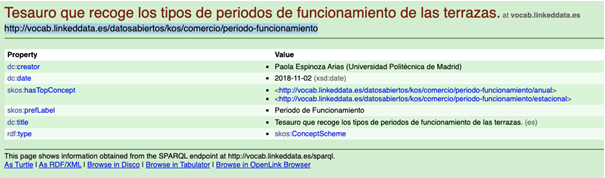 Tesauro que recoge los tipos de periodos de funcionamiento de las terrazas. at vocab.linkeddata.es
http://vocab.linkeddata.es/datosabiertos/kos/comercio/periodo-funcionamiento
Property Value
dc:creator Paola Espinoza Arias (Universidad Politécnica de Madrid)
dc:date 2018-11-02 (xsd:date)
skos:hasTopConcept <http://vocab.linkeddata.es/datosabiertos/kos/comercio/periodo-funcionamiento/anual>
<http://vocab.linkeddata.es/datosabiertos/kos/comercio/periodo-funcionamiento/estacional>
skos:prefLabel Periodo de Funcionamiento
dc:title Tesauro que recoge los tipos de periodos de funcionamiento de las terrazas. (es)
rdf:type skos:ConceptScheme
This page shows information obtained from the SPARQL endpoint at http://vocab.linkeddata.es/sparql.
As Turtle | As RDF/XML | Browse in Disco | Browse in Tabulator | Browse in OpenLink Browser